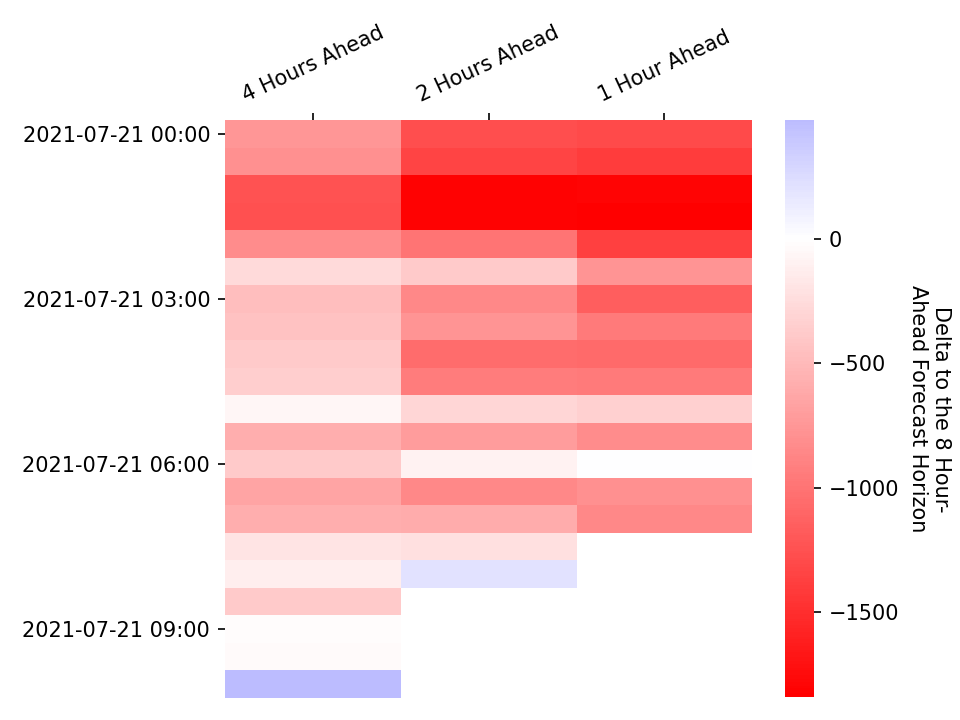 4 Hours Ahead
2 Hours Ahead
1 Hour Ahead
2021-07-21 00:00
2021-07-21 03:00
2021-07-21 06:00
2021-07-21 09:00
0
−500
−1000
−1500
Delta to the 8 Hour-
Ahead Forecast Horizon